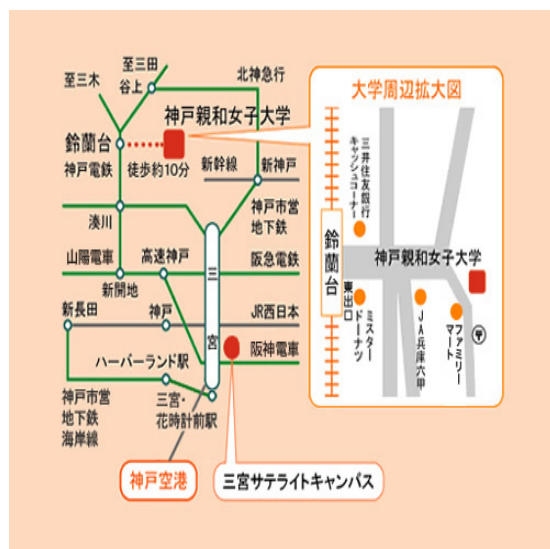 至三田
至三木
谷上
北神急行
神戸親和女子大学
鈴蘭台
徒歩約10分
神戸電鉄
新幹線
新神戸
神戸市営
地下鉄
湊川
山陽電車
高速神戸
三宮
阪急電鉄
新開地
新長田
神戸
JR西日本
阪神電車
ハーバーランド駅
神戸市営
地下鉄
海岸線
三宮・
花時計前駅
神戸空港
三宮サテライトキャンパス
大学周辺拡大図
三井住友銀行
キャッシュコーナー
鈴蘭台
東出口
神戸親和女子大学
ミスター
ドーナツ
JA兵庫六甲
ファミリー
マート
〒